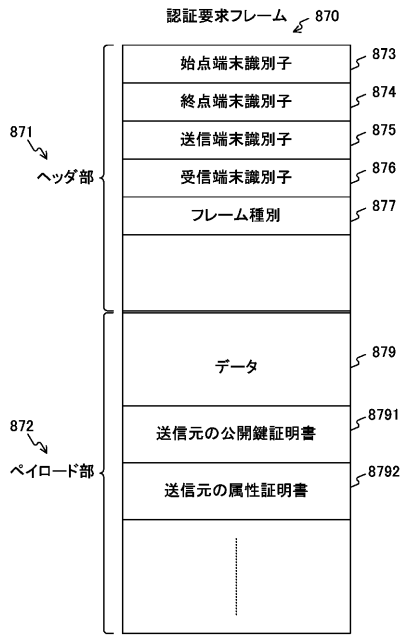 認証要求フレーム
870
始点端末識別子
873
終点端末識別子
874
送信端末識別子
875
871
ヘッダ部
受信端末識別子
876
フレーム種別
877
データ
879
送信元の公開鍵証明書
8791
872
ペイロード部
送信元の属性証明書
8792